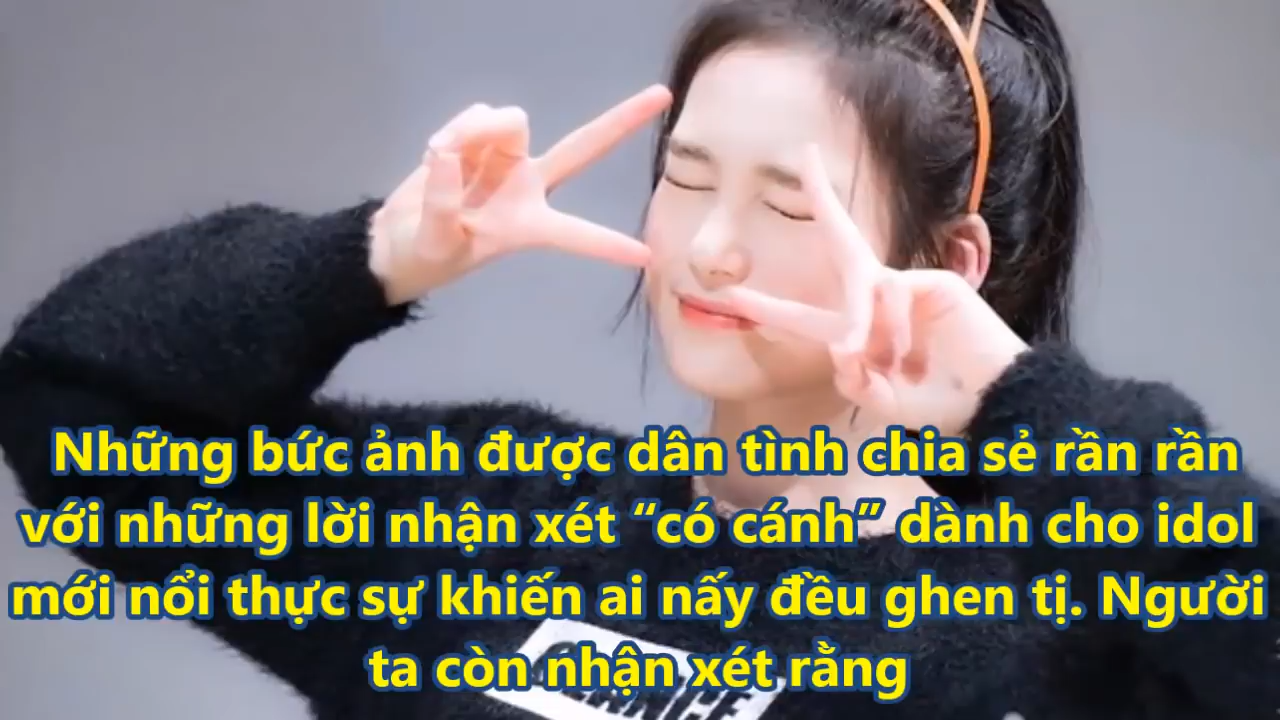 Những bức ảnh được dân tình chia sẻ rần rần
với những lời nhận xét “có cánh” dành cho idol
mới nổi thực sự khiến ai nấy đều ghen tị. Người
ta còn nhận xét rằng